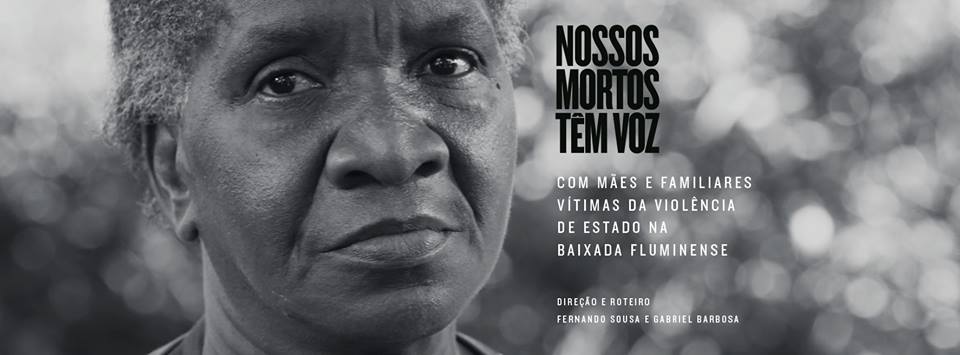 NOSSOS
MORTOS
TÊM VOZ
COM MÃES E FAMILIARES
VÍTIMAS DA VIOLÊNCIA
DE ESTADO NA
BAIXADA FLUMINENSE
DIREÇÃO E ROTEIRO
FERNANDO SOUSA E GABRIEL BARBOSA